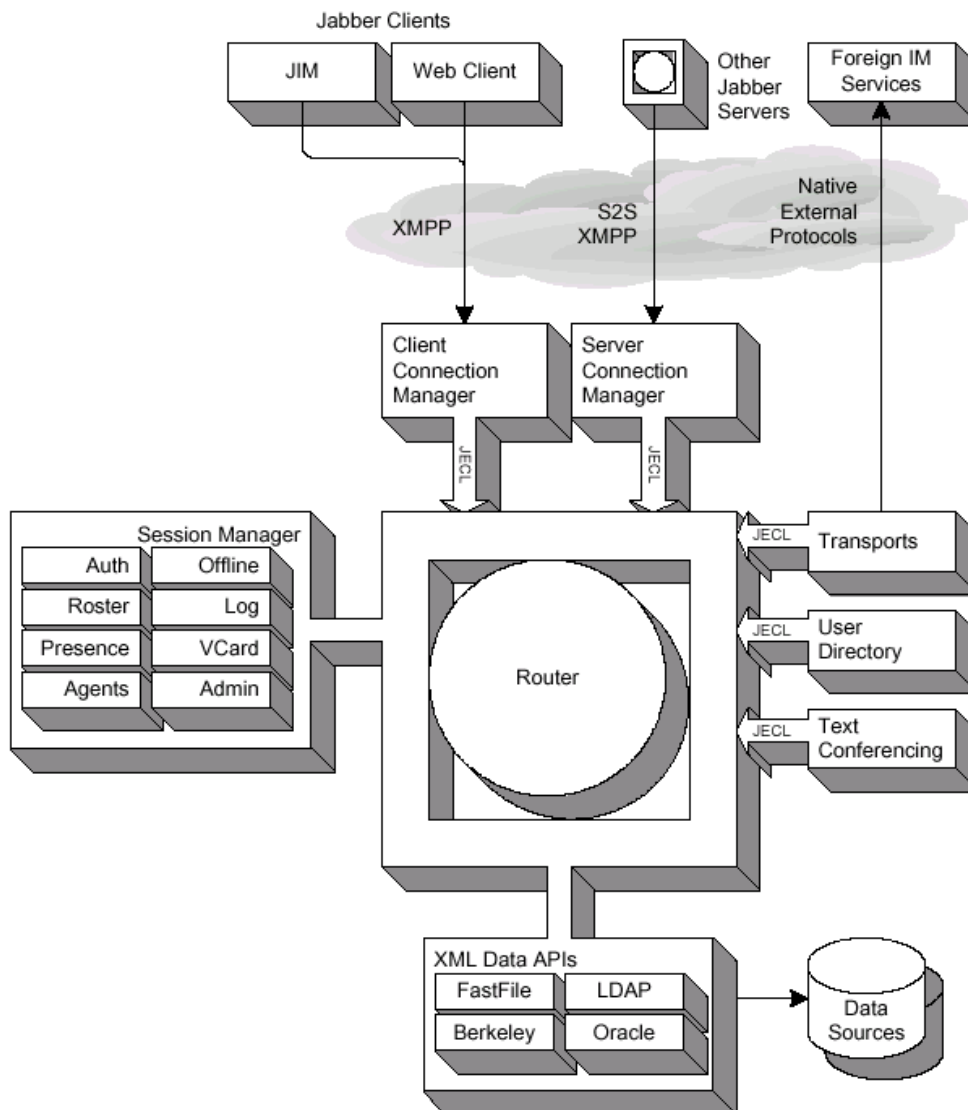 Jabber Clients
JIM
Web Client
Other
Jabber
Servers
Foreign IM
Services
XMPP
S2S
XMPP
Native
External
Protocols
Client
Connection
Manager
Server
Connection
Manager
JECL
JECL
Session Manager
Auth
Offline
Roster
Log
Presence
VCard
Agents
Admin
Router
JECL
Transports
JECL
User
Directory
JECL
Text
Conferencing
XML Data APIs
FastFile
LDAP
Berkeley
Oracle
Data
Sources